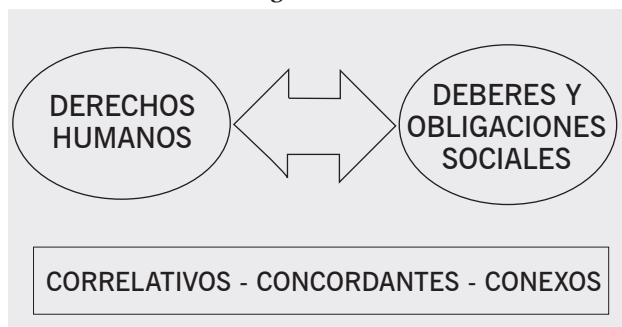 DERECHOS
HUMANOS
DEBERES Y
OBLIGACIONES
SOCIALES
CORRELATIVOS - CONCORDANTES - CONEXOS